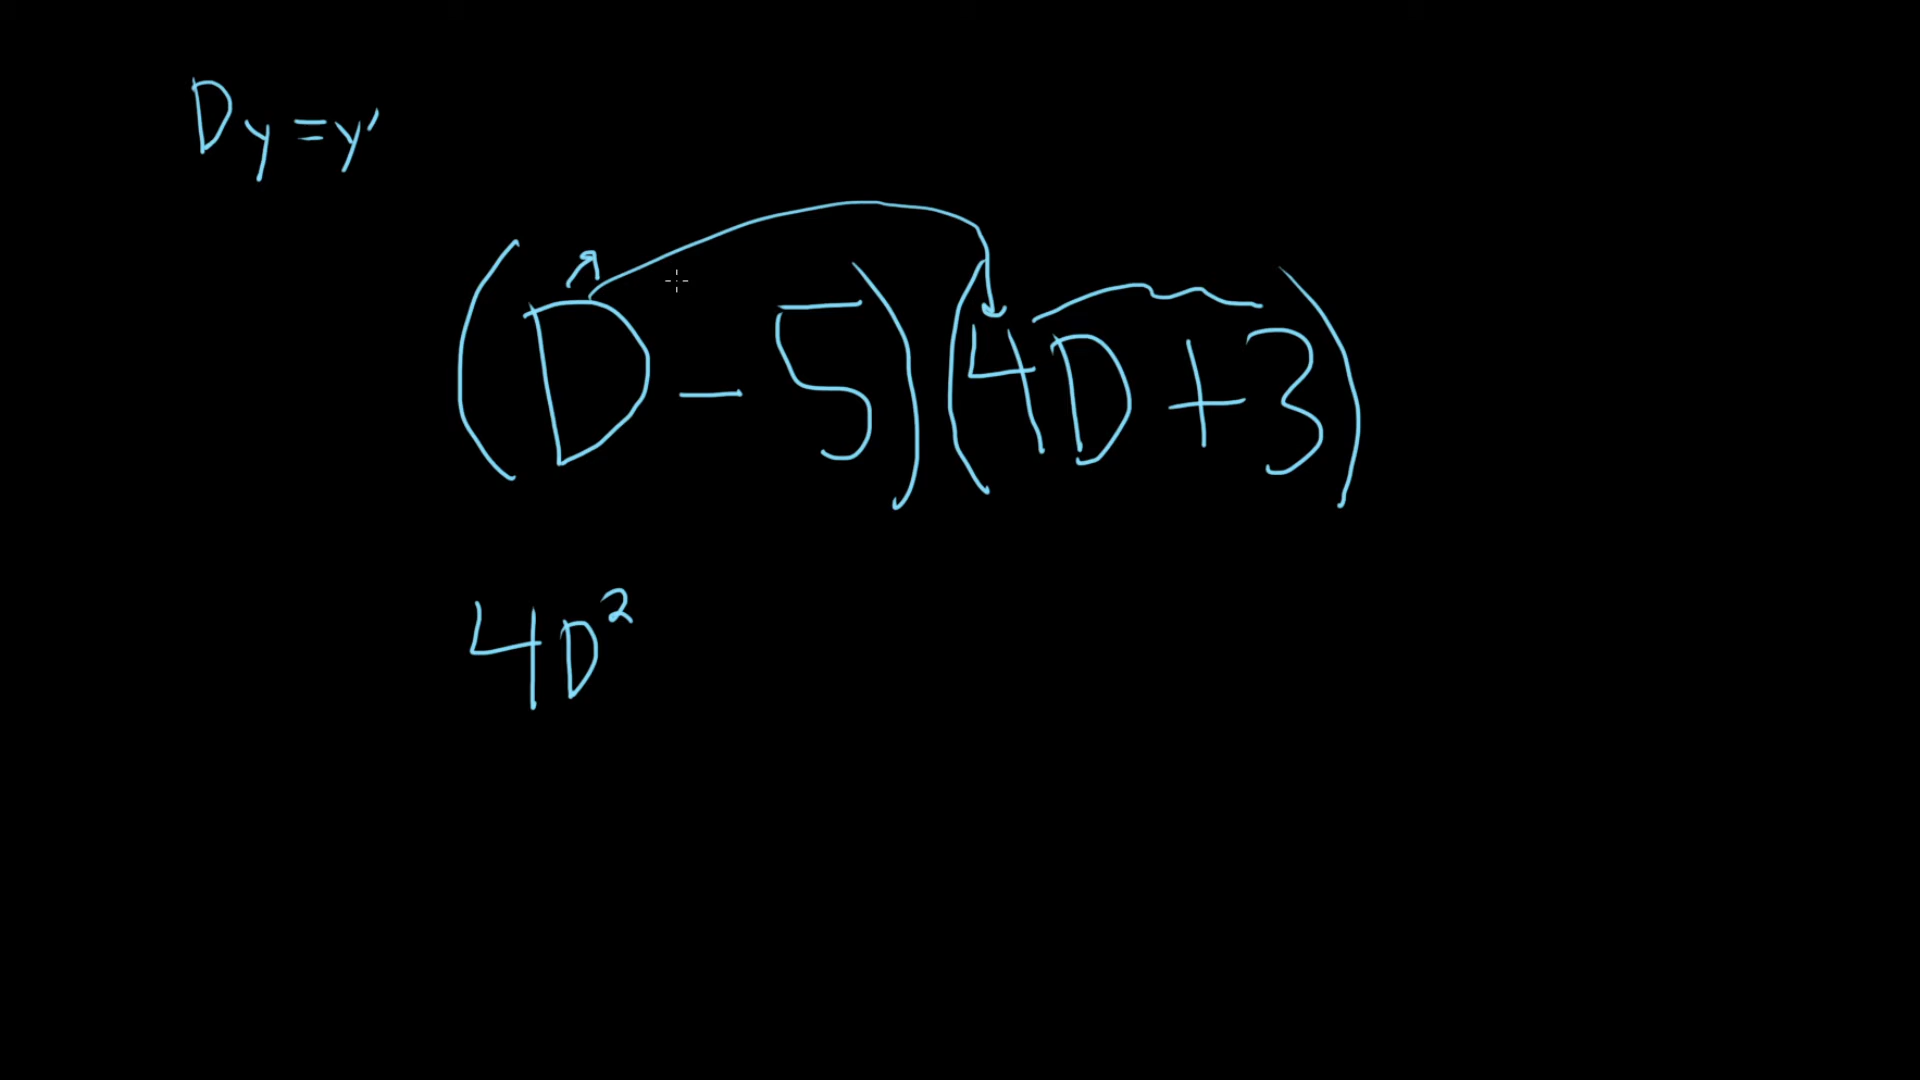 Dy = y'
(D - 5)(4D + 3)
4D²